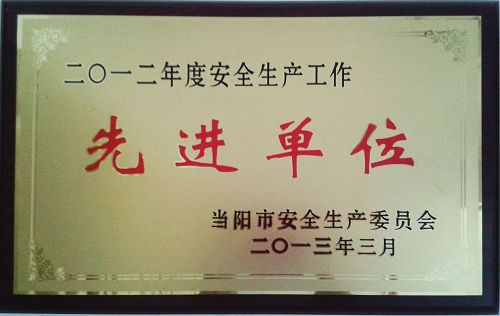 二〇一二年度安全生产工作
先进单位
当阳市安全生产委员会
二〇一三年三月